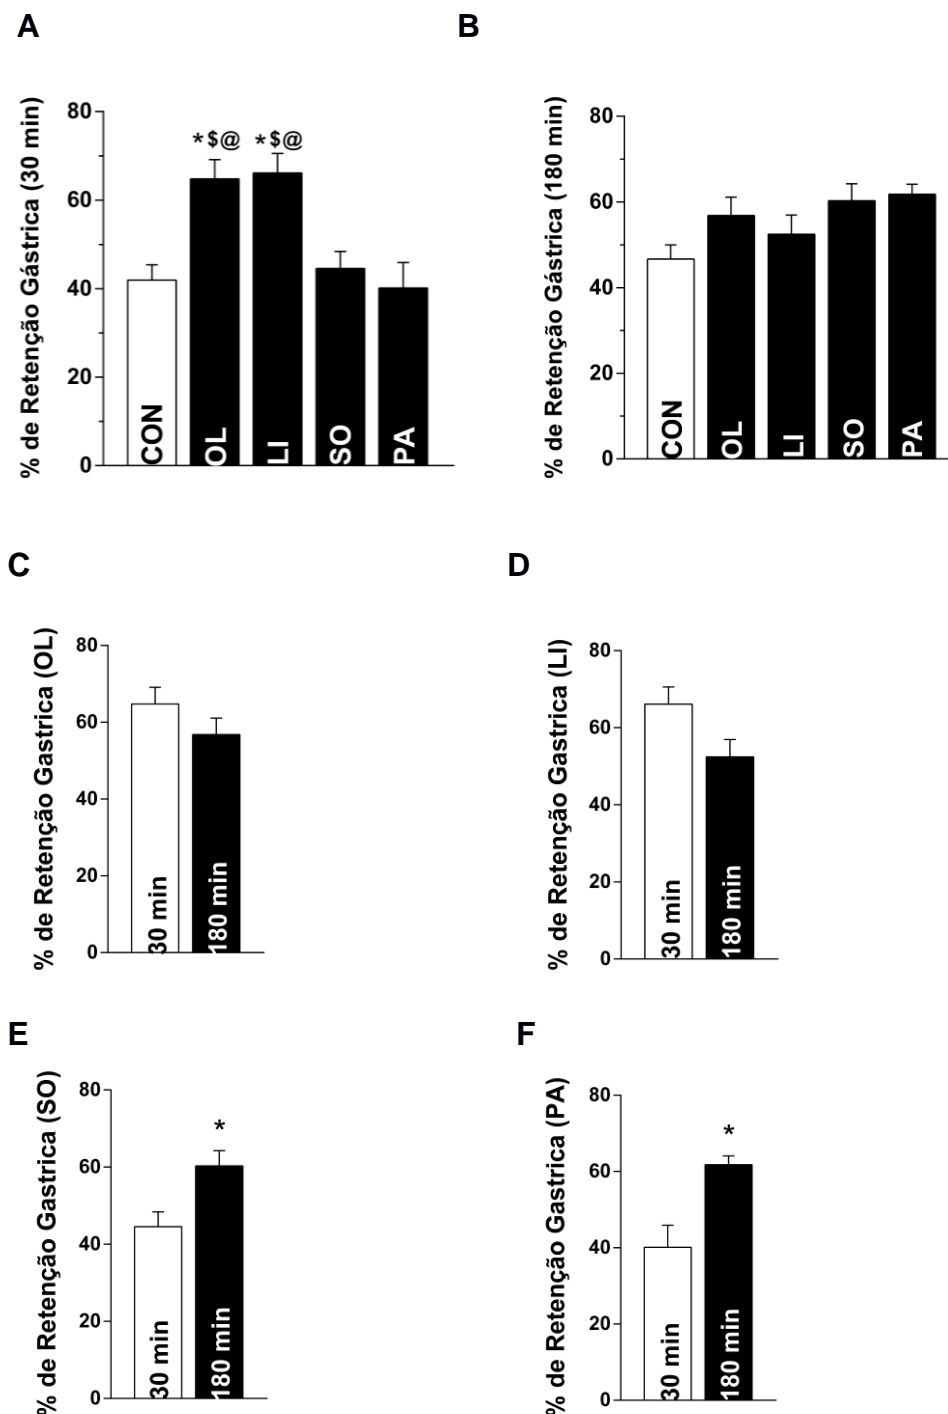 A
% de Retenção Gástrica (30 min)
80
60
40
20
0
*$@
*$@
CON
OL
LI
SO
PA
B
% de Retenção Gástrica (180 min)
80
60
40
20
0
CON
OL
LI
SO
PA
C
% de Retenção Gastrica (OL)
80
60
40
20
0
30 min
180 min
D
% de Retenção Gastrica (LI)
80
60
40
20
0
30 min
180 min
E
% de Retenção Gastrica (SO)
80
60
40
20
0
*
30 min
180 min
F
% de Retenção Gastrica (PA)
80
60
40
20
0
*
30 min
180 min